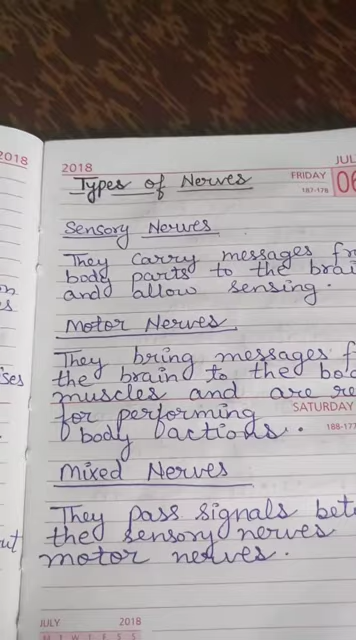 2018
2018
JUL
FRIDAY
187-178
06
Types of Nerves
Sensory Nerves
They carry messages
body parts to the
and allow sensing.
Motor Nerves
They bring messages
the brain to the
muscles and are
for performing
SATURDAY
body actions.
188-177
Mixed Nerves
They pass signals
the sensory nerves
motor nerves.
JULY 2018
M T W T F S S